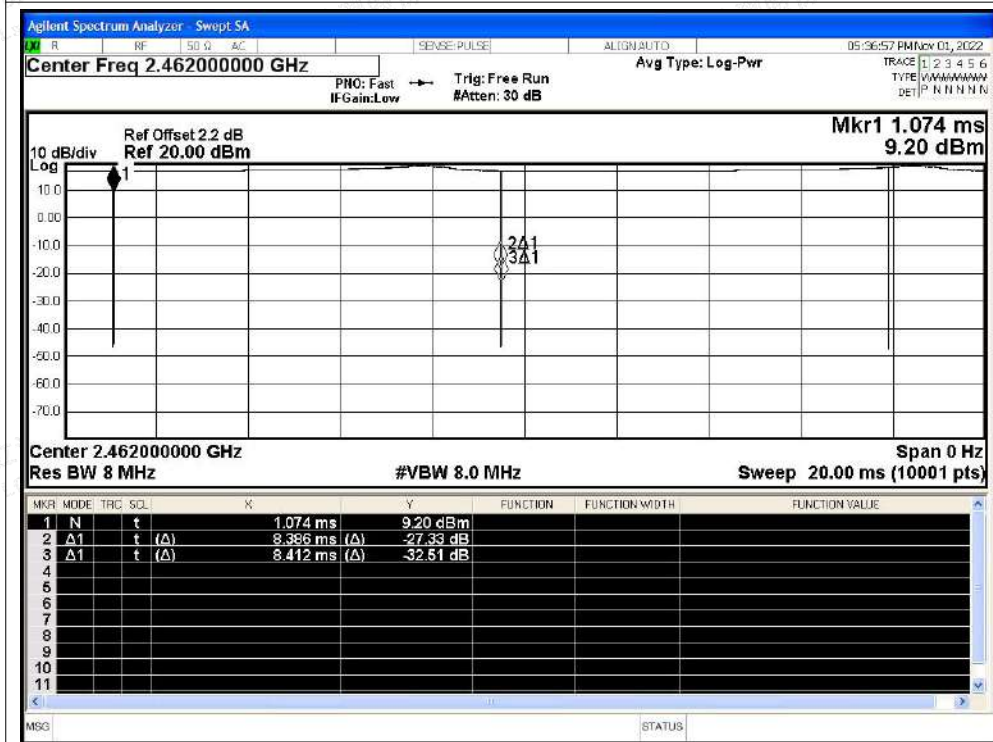 Agilent Spectrum Analyzer - Swept SA
LXI R RF 50 Ω AC SENSE:PULSE ALIGN AUTO 05:36:57 PM Nov 01, 2022
Center Freq 2.462000000 GHz
PNO: Fast
IFGain:Low
Trig: Free Run
#Atten: 30 dB
Avg Type: Log-Pwr
TRACE 1 2 3 4 5 6
TYPE
DET P N N N N N
Mkr1 1.074 ms
9.20 dBm
Ref Offset 2.2 dB
10 dB/div Ref 20.00 dBm
Log
1
10.0
0.00
-10.0
2Δ1
3Δ1
-20.0
-30.0
-40.0
-50.0
-60.0
-70.0
Center 2.462000000 GHz Span 0 Hz
Res BW 8 MHz #VBW 8.0 MHz Sweep 20.00 ms (10001 pts)
MKR MODE TRC SCL X Y FUNCTION FUNCTION WIDTH FUNCTION VALUE
1 N t 1.074 ms 9.20 dBm
2 Δ1 t (Δ) 8.386 ms (Δ) -27.33 dB
3 Δ1 t (Δ) 8.412 ms (Δ) -32.51 dB
4
5
6
7
8
9
10
11
MSG STATUS